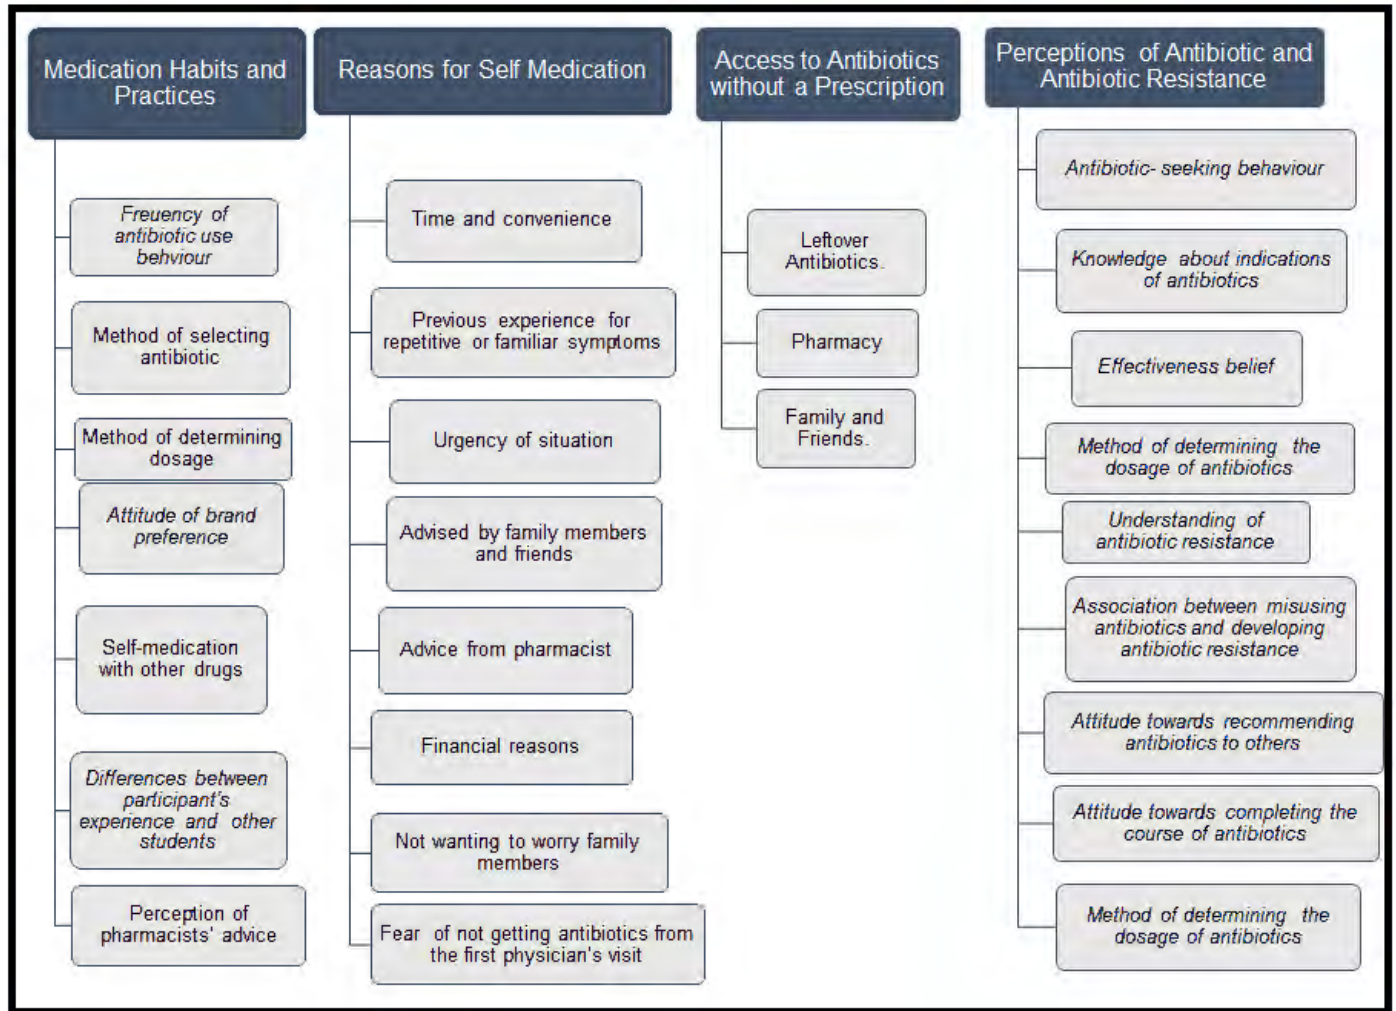 Medication Habits and
Practices
Freuency of
antibiotic use
behviour
Method of selecting
antibiotic
Method of determining
dosage
Attitude of brand
preference
Self-medication
with other drugs
Differences between
participant's
experience and other
students
Perception of
pharmacists' advice
Reasons for Self Medication
Time and convenience
Previous experience for
repetitive or familiar symptoms
Urgency of situation
Advised by family members
and friends
Advice from pharmacist
Financial reasons
Not wanting to worry family
members
Fear of not getting antibiotics from
the first physician's visit
Access to Antibiotics
without a Prescription
Leftover
Antibiotics.
Pharmacy
Family and
Friends.
Perceptions of Antibiotic and
Antibiotic Resistance
Antibiotic- seeking behaviour
Knowledge about indications
of antibiotics
Effectiveness belief
Method of determining the
dosage of antibiotics
Understanding of
antibiotic resistance
Association between misusing
antibiotics and developing
antibiotic resistance
Attitude towards recommending
antibiotics to others
Attitude towards completing the
course of antibiotics
Method of determining the
dosage of antibiotics